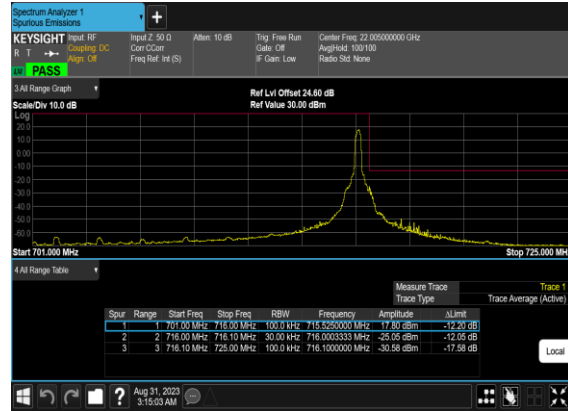 Spectrum Analyzer 1
Spurious Emissions
KEYSIGHT
R T
LXI PASS
Input: RF
Coupling: DC
Align: Off
Input Z: 50 Ω
Corr CCorr
Freq Ref: Int (S)
Atten: 10 dB
Trig: Free Run
Gate: Off
IF Gain: Low
Center Freq: 22.005000000 GHz
Avg|Hold: 100/100
Radio Std: None
3 All Range Graph
Scale/Div 10.0 dB
Ref Lvl Offset 24.60 dB
Ref Value 30.00 dBm
Log
20.0
10.0
0.00
-10.0
-20.0
-30.0
-40.0
-50.0
-60.0
Start 701.000 MHz
Stop 725.000 MHz
4 All Range Table
Measure Trace Trace 1
Trace Type Trace Average (Active)
Spur Range Start Freq Stop Freq RBW Frequency Amplitude ΔLimit
1 1 701.00 MHz 716.00 MHz 100.0 kHz 715.5250000 MHz 17.80 dBm -12.20 dB
2 2 716.00 MHz 716.10 MHz 30.00 kHz 716.0003333 MHz -25.05 dBm -12.05 dB
3 3 716.10 MHz 725.00 MHz 100.0 kHz 716.1000000 MHz -30.58 dBm -17.58 dB
Local
Aug 31, 2023
3:15:03 AM